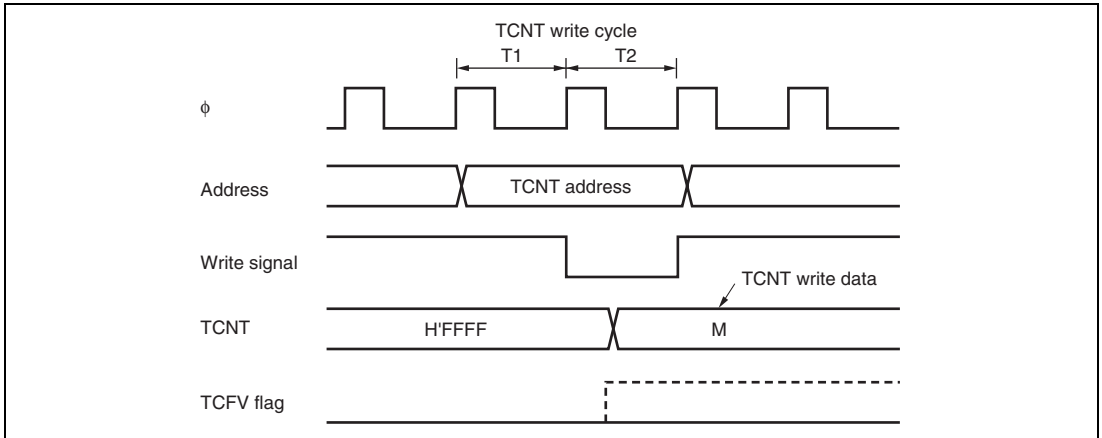 TCNT write cycle
T1 T2
ϕ
Address TCNT address
Write signal
TCNT write data
TCNT H'FFFF M
TCFV flag